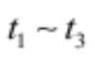 t₁ ~ t₃